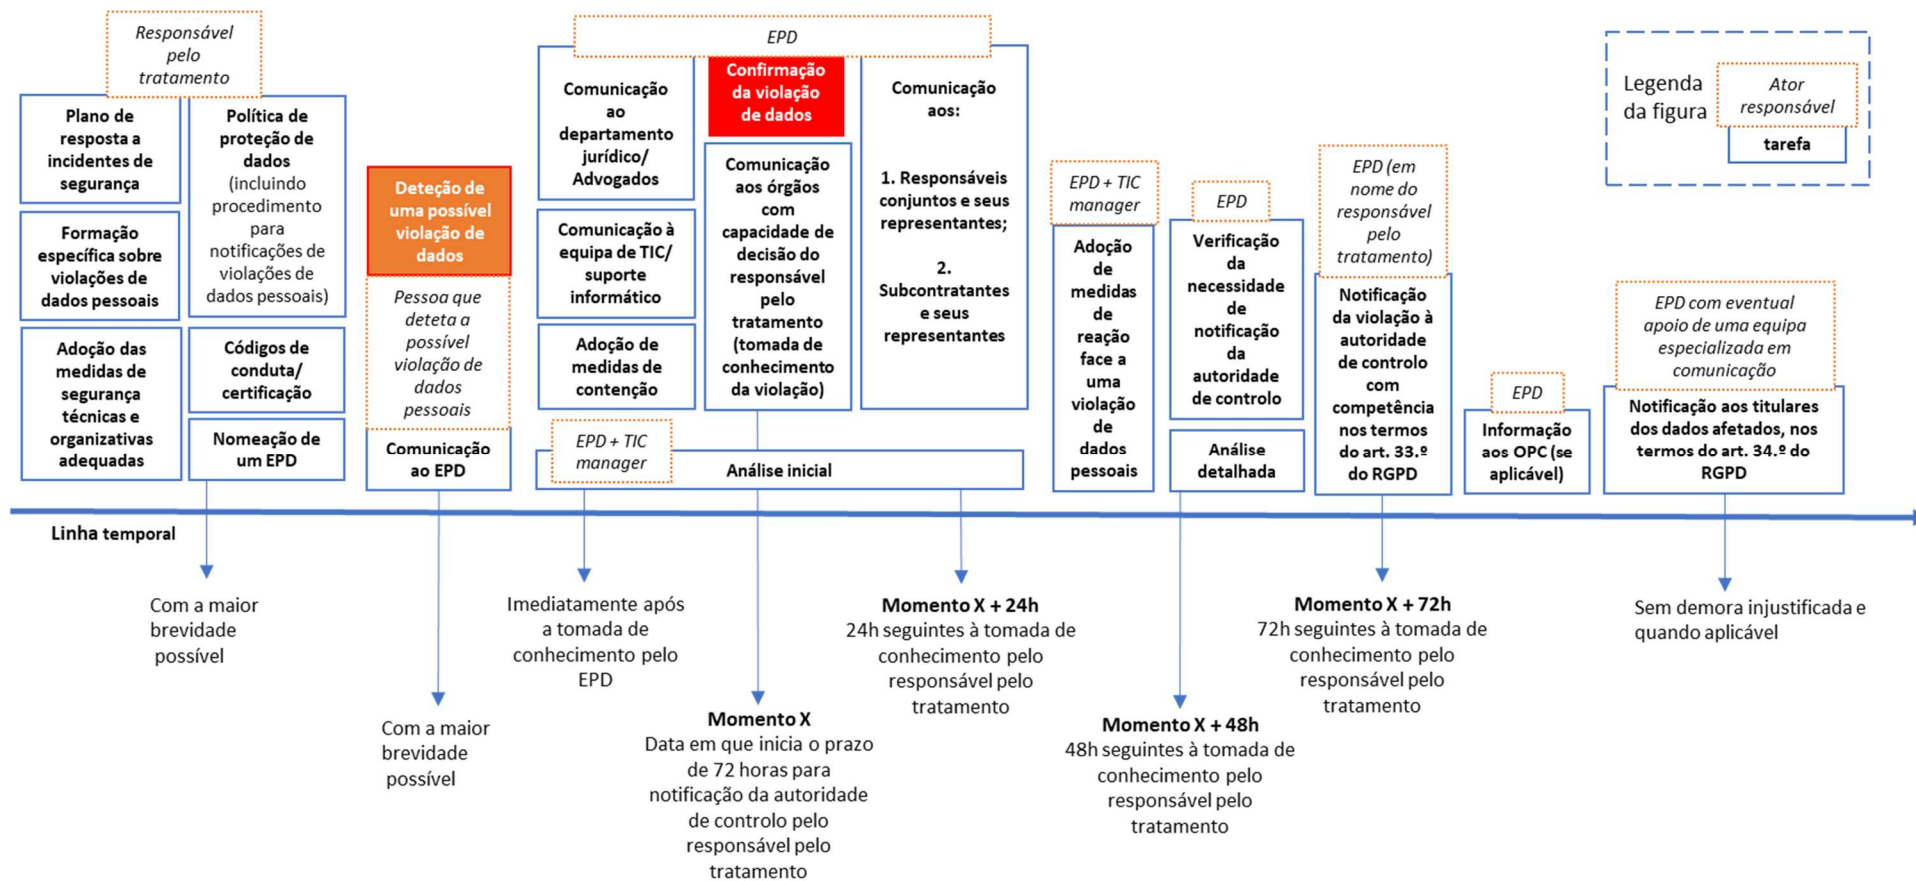 Responsável
pelo
tratamento
Plano de
resposta a
incidentes de
segurança
Formação
específica sobre
violações de
dados pessoais
Adoção das
medidas de
segurança
técnicas e
organizativas
adequadas
Política de
proteção de
dados
(incluindo
procedimento
para
notificações de
violações de
dados pessoais)
Códigos de
conduta/
certificação
Nomeação de
um EPD
Deteção de
uma possível
violação de
dados
Pessoa que
deteta a
possível
violação de
dados
pessoais
Comunicação
ao EPD
EPD
Comunicação
ao
departamento
jurídico/
Advogados
Comunicação à
equipa de TIC/
suporte
informático
Adoção de
medidas de
contenção
Confirmação
da violação
de dados
Comunicação
aos órgãos
com
capacidade de
decisão do
responsável
pelo
tratamento
(tomada de
conhecimento
da violação)
Comunicação
aos:
1. Responsáveis
conjuntos e seus
representantes;
2.
Subcontratantes
e seus
representantes
EPD + TIC
manager
Análise inicial
EPD + TIC
manager
Adoção
de
medidas
de
reação
face a
uma
violação
de
dados
pessoais
EPD
Verificação
da
necessidade
de
notificação
da
autoridade
de controlo
Análise
detalhada
EPD (em
nome do
responsável
pelo
tratamento)
Notificação
da violação à
autoridade
de controlo
com
competência
nos termos
do art. 33.º
do RGPD
EPD
Informação
aos OPC (se
aplicável)
EPD com eventual
apoio de uma equipa
especializada em
comunicação
Notificação aos titulares
dos dados afetados, nos
termos do art. 34.º do
RGPD
Legenda
da figura
Ator
responsável
tarefa
Linha temporal
Com a maior
brevidade
possível
Com a maior
brevidade
possível
Imediatamente após
a tomada de
conhecimento pelo
EPD
Momento X
Data em que inicia o prazo
de 72 horas para
notificação da autoridade
de controlo pelo
responsável pelo
tratamento
Momento X + 24h
24h seguintes à tomada de
conhecimento pelo
responsável pelo
tratamento
Momento X + 48h
48h seguintes à tomada de
conhecimento pelo
responsável pelo
tratamento
Momento X + 72h
72h seguintes à tomada de
conhecimento pelo
responsável pelo
tratamento
Sem demora injustificada e
quando aplicável